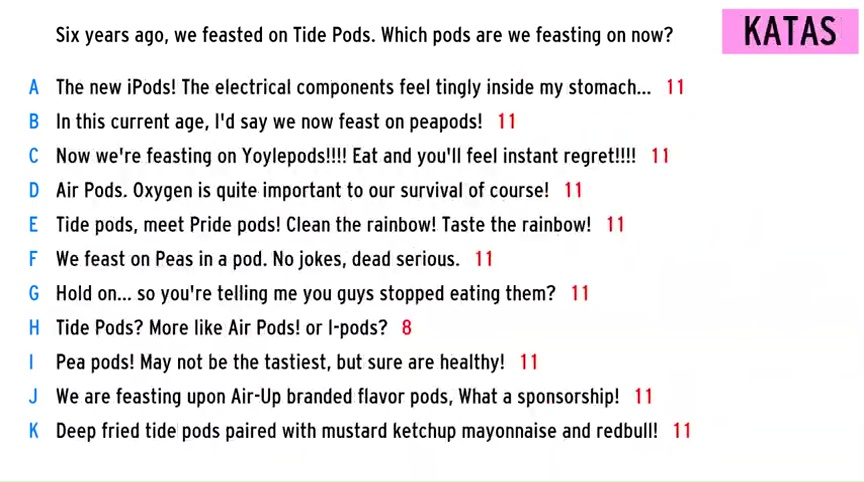 Six years ago, we feasted on Tide Pods. Which pods are we feasting on now?
KATAS
A The new iPods! The electrical components feel tingly inside my stomach... 11
B In this current age, I'd say we now feast on peapods! 11
C Now we're feasting on Yoylepods!!!! Eat and you'll feel instant regret!!!! 11
D Air Pods. Oxygen is quite important to our survival of course! 11
E Tide pods, meet Pride pods! Clean the rainbow! Taste the rainbow! 11
F We feast on Peas in a pod. No jokes, dead serious. 11
G Hold on... so you're telling me you guys stopped eating them? 11
H Tide Pods? More like Air Pods! or I-pods? 8
I Pea pods! May not be the tastiest, but sure are healthy! 11
J We are feasting upon Air-Up branded flavor pods, What a sponsorship! 11
K Deep fried tide pods paired with mustard ketchup mayonnaise and redbull! 11